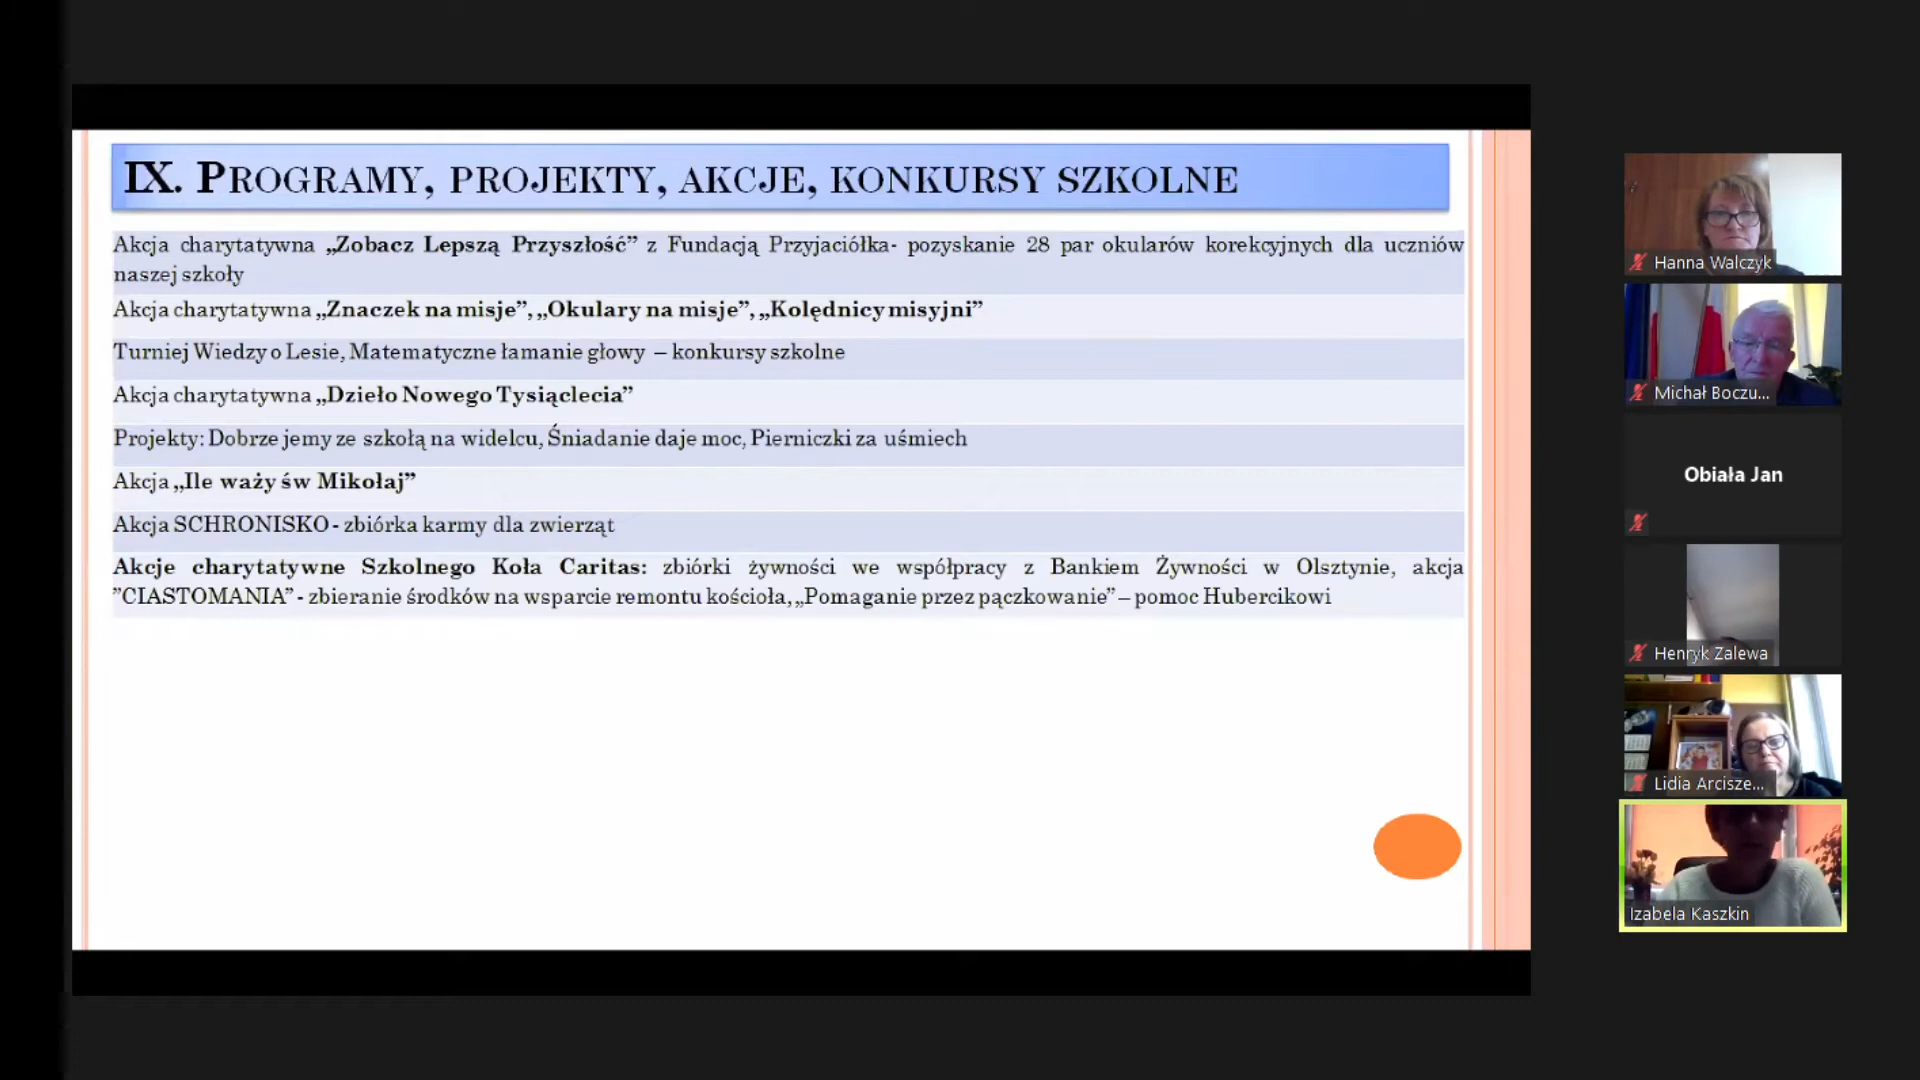 IX. PROGRAMY, PROJEKTY, AKCJE, KONKURSY SZKOLNE
Akcja charytatywna „Zobacz Lepszą Przyszłość” z Fundacją Przyjaciółka- pozyskanie 28 par okularów korekcyjnych dla uczniów
naszej szkoły
Akcja charytatywna „Znaczek na misje”, „Okulary na misje”, „Kolędnicy misyjni”
Turniej Wiedzy o Lesie, Matematyczne łamanie głowy – konkursy szkolne
Akcja charytatywna „Dzieło Nowego Tysiąclecia”
Projekty: Dobrze jemy ze szkołą na widelcu, Śniadanie daje moc, Pierniczki za uśmiech
Akcja „Ile waży św Mikołaj”
Akcja SCHRONISKO - zbiórka karmy dla zwierząt
Akcje charytatywne Szkolnego Koła Caritas: zbiórki żywności we współpracy z Bankiem Żywności w Olsztynie, akcja
”CIASTOMANIA” - zbieranie środków na wsparcie remontu kościoła, „Pomaganie przez pączkowanie” – pomoc Hubercikowi
Hanna Walczyk
Michał Boczu...
Obiała Jan
Henryk Zalewa
Lidia Arcisze...
Izabela Kaszkin